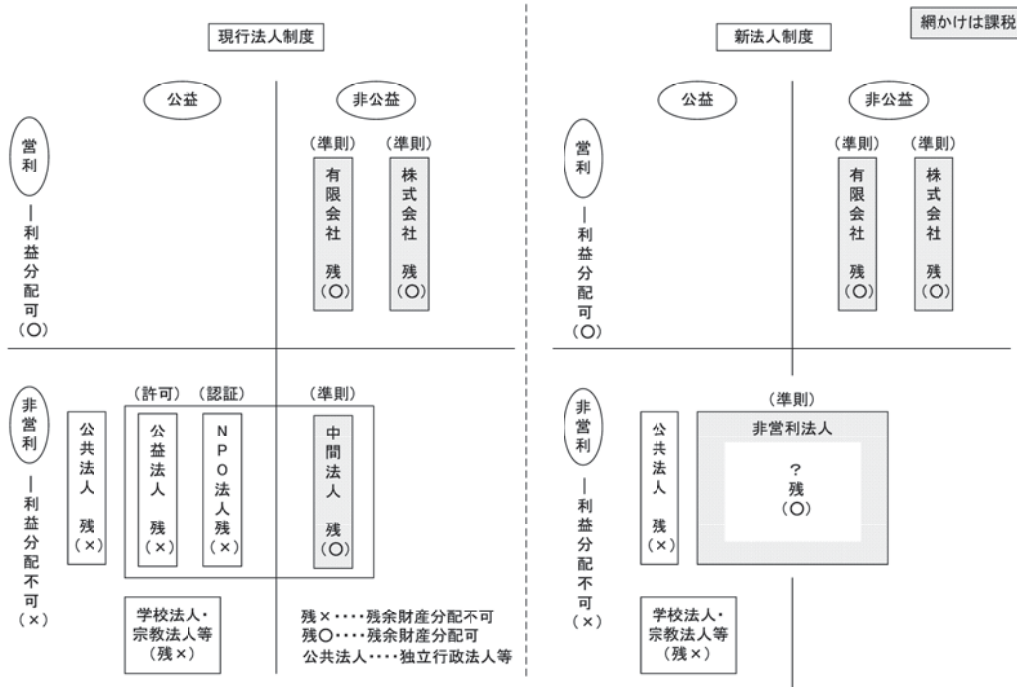 現行法人制度
公益
非公益
営利
―利益分配可(○)
(準則)
(準則)
有限会社 残(○)
株式会社 残(○)
非営利
―利益分配不可(×)
公共法人 残(×)
(許可)
(認証)
(準則)
公益法人 残(×)
NPO法人残(×)
中間法人 残(○)
学校法人・
宗教法人等
(残×)
残×‥‥残余財産分配不可
残○‥‥残余財産分配可
公共法人‥‥独立行政法人等
新法人制度
網かけは課税
公益
非公益
営利
―利益分配可(○)
(準則)
(準則)
有限会社 残(○)
株式会社 残(○)
非営利
―利益分配不可(×)
公共法人 残(×)
(準則)
非営利法人
?
残
(○)
学校法人・
宗教法人等
(残×)